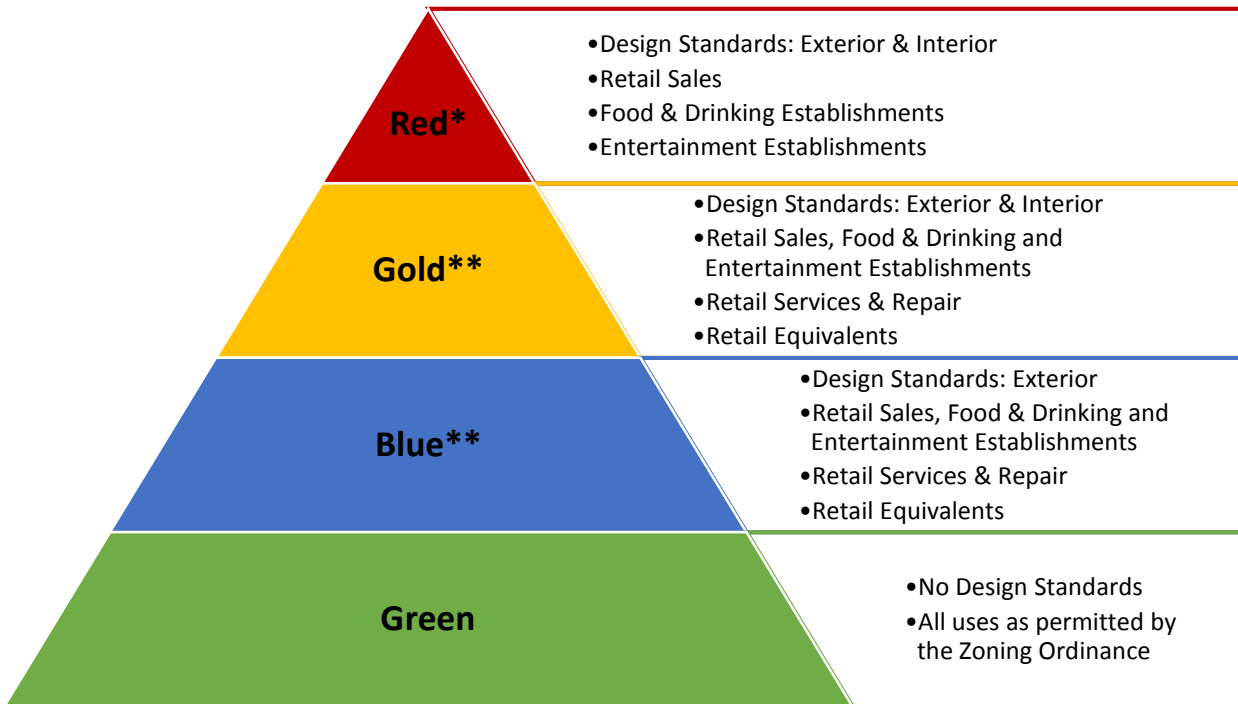 Red*
•Design Standards: Exterior & Interior
•Retail Sales
•Food & Drinking Establishments
•Entertainment Establishments
Gold**
•Design Standards: Exterior & Interior
•Retail Sales, Food & Drinking and
Entertainment Establishments
•Retail Services & Repair
•Retail Equivalents
Blue**
•Design Standards: Exterior
•Retail Sales, Food & Drinking and
Entertainment Establishments
•Retail Services & Repair
•Retail Equivalents
Green
•No Design Standards
•All uses as permitted by
the Zoning Ordinance